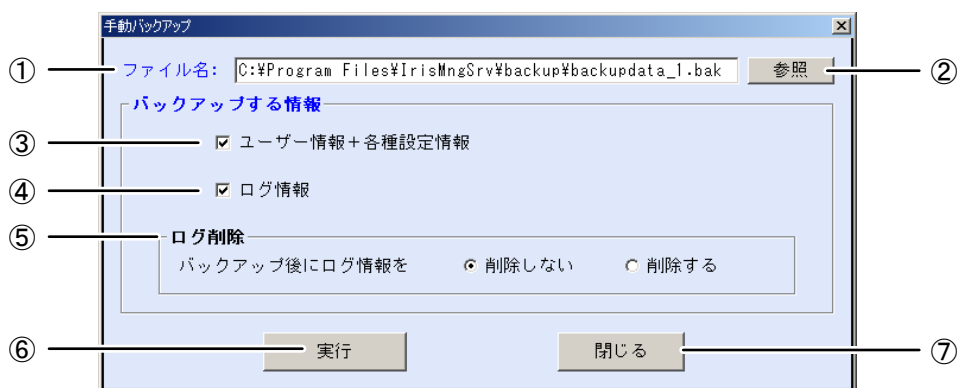 手動バックアップ
① ファイル名: C:¥Program Files¥IrisMngSrv¥backup¥backupdata_1.bak 参照 ②
バックアップする情報
③ ユーザー情報+各種設定情報
④ ログ情報
⑤ ログ削除
バックアップ後にログ情報を 削除しない 削除する
⑥ 実行 閉じる ⑦